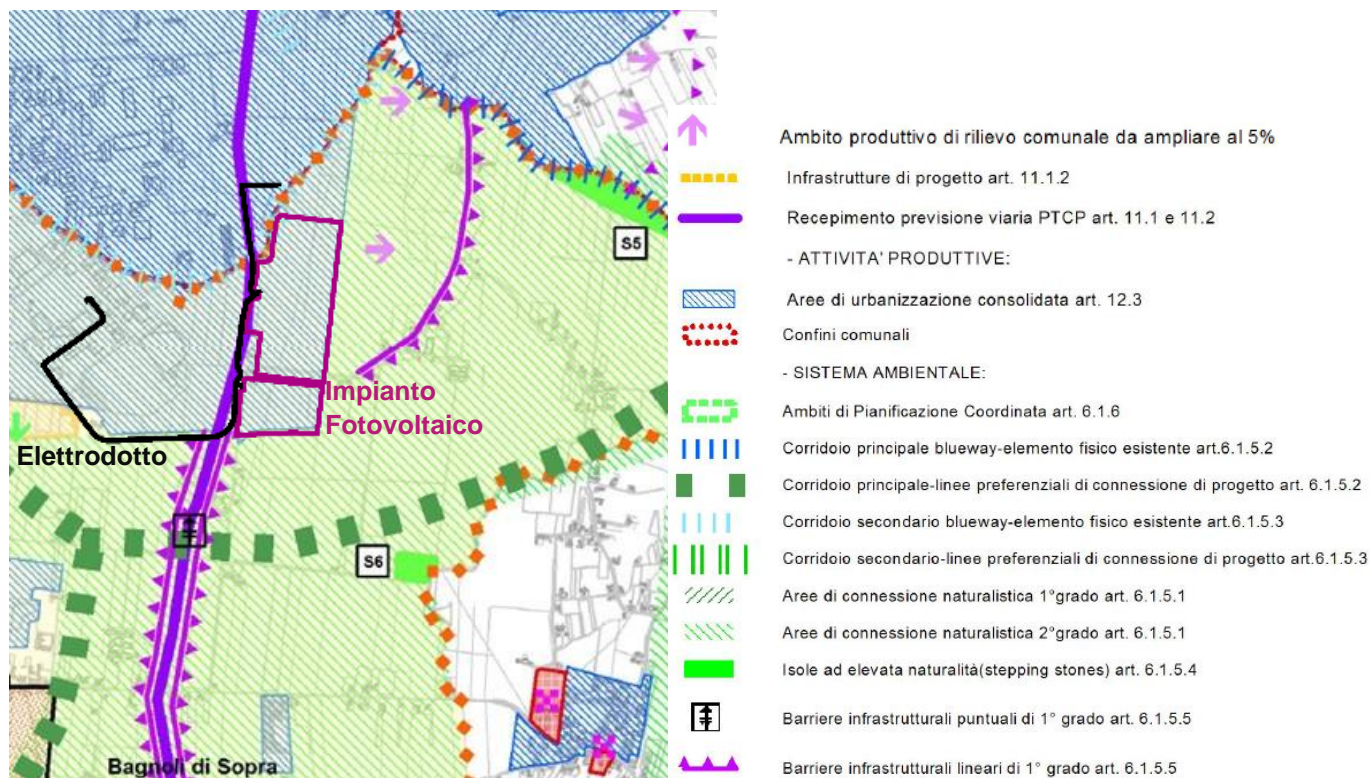 S5
Impianto
Fotovoltaico
Elettrodotto
S6
Bagnoli di Sopra
Ambito produttivo di rilievo comunale da ampliare al 5%
Infrastrutture di progetto art. 11.1.2
Recepimento previsione viaria PTCP art. 11.1 e 11.2
- ATTIVITA' PRODUTTIVE:
Aree di urbanizzazione consolidata art. 12.3
Confini comunali
- SISTEMA AMBIENTALE:
Ambiti di Pianificazione Coordinata art. 6.1.6
Corridoio principale blueway-elemento fisico esistente art.6.1.5.2
Corridoio principale-linee preferenziali di connessione di progetto art. 6.1.5.2
Corridoio secondario blueway-elemento fisico esistente art.6.1.5.3
Corridoio secondario-linee preferenziali di connessione di progetto art.6.1.5.3
Aree di connessione naturalistica 1°grado art. 6.1.5.1
Aree di connessione naturalistica 2°grado art. 6.1.5.1
Isole ad elevata naturalità(stepping stones) art. 6.1.5.4
Barriere infrastrutturali puntuali di 1° grado art. 6.1.5.5
Barriere infrastrutturali lineari di 1° grado art. 6.1.5.5